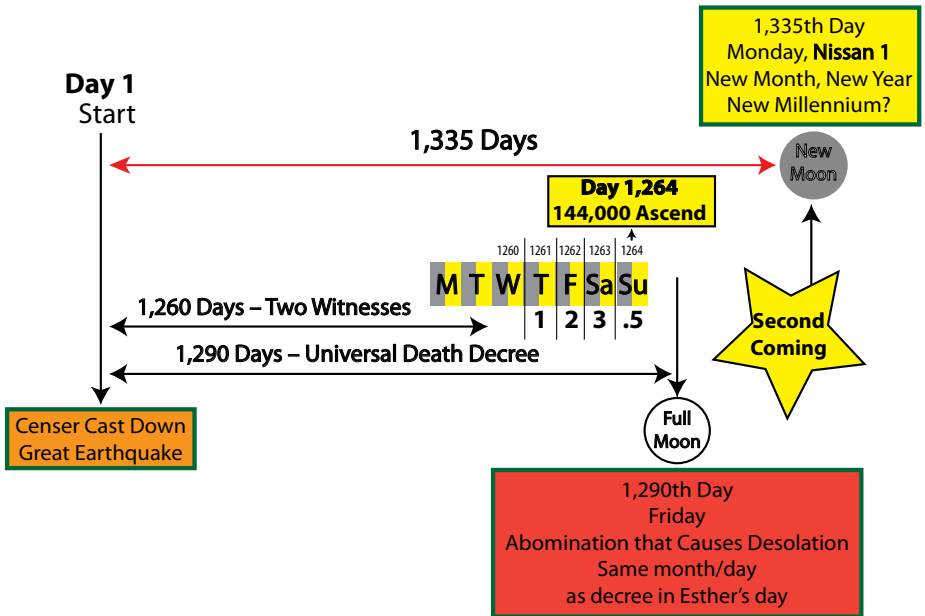 1,335th Day
Monday, Nissan 1
New Month, New Year
New Millennium?
Day 1
Start
1,335 Days
New
Moon
Day 1,264
144,000 Ascend
1260 1261 1262 1263 1264
M T W T F Sa Su
1 2 3 .5
1,260 Days – Two Witnesses
1,290 Days – Universal Death Decree
Second
Coming
Censer Cast Down
Great Earthquake
Full
Moon
1,290th Day
Friday
Abomination that Causes Desolation
Same month/day
as decree in Esther's day